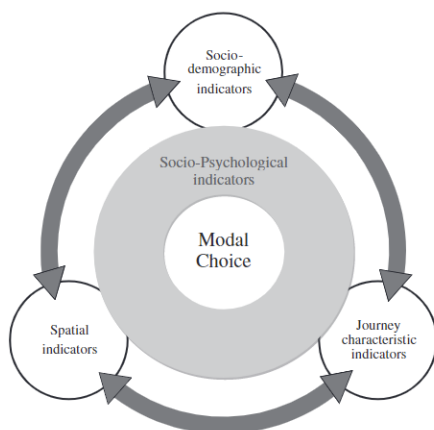 Socio-
demographic
indicators
Socio-Psychological
indicators
Modal
Choice
Spatial
indicators
Journey
characteristic
indicators